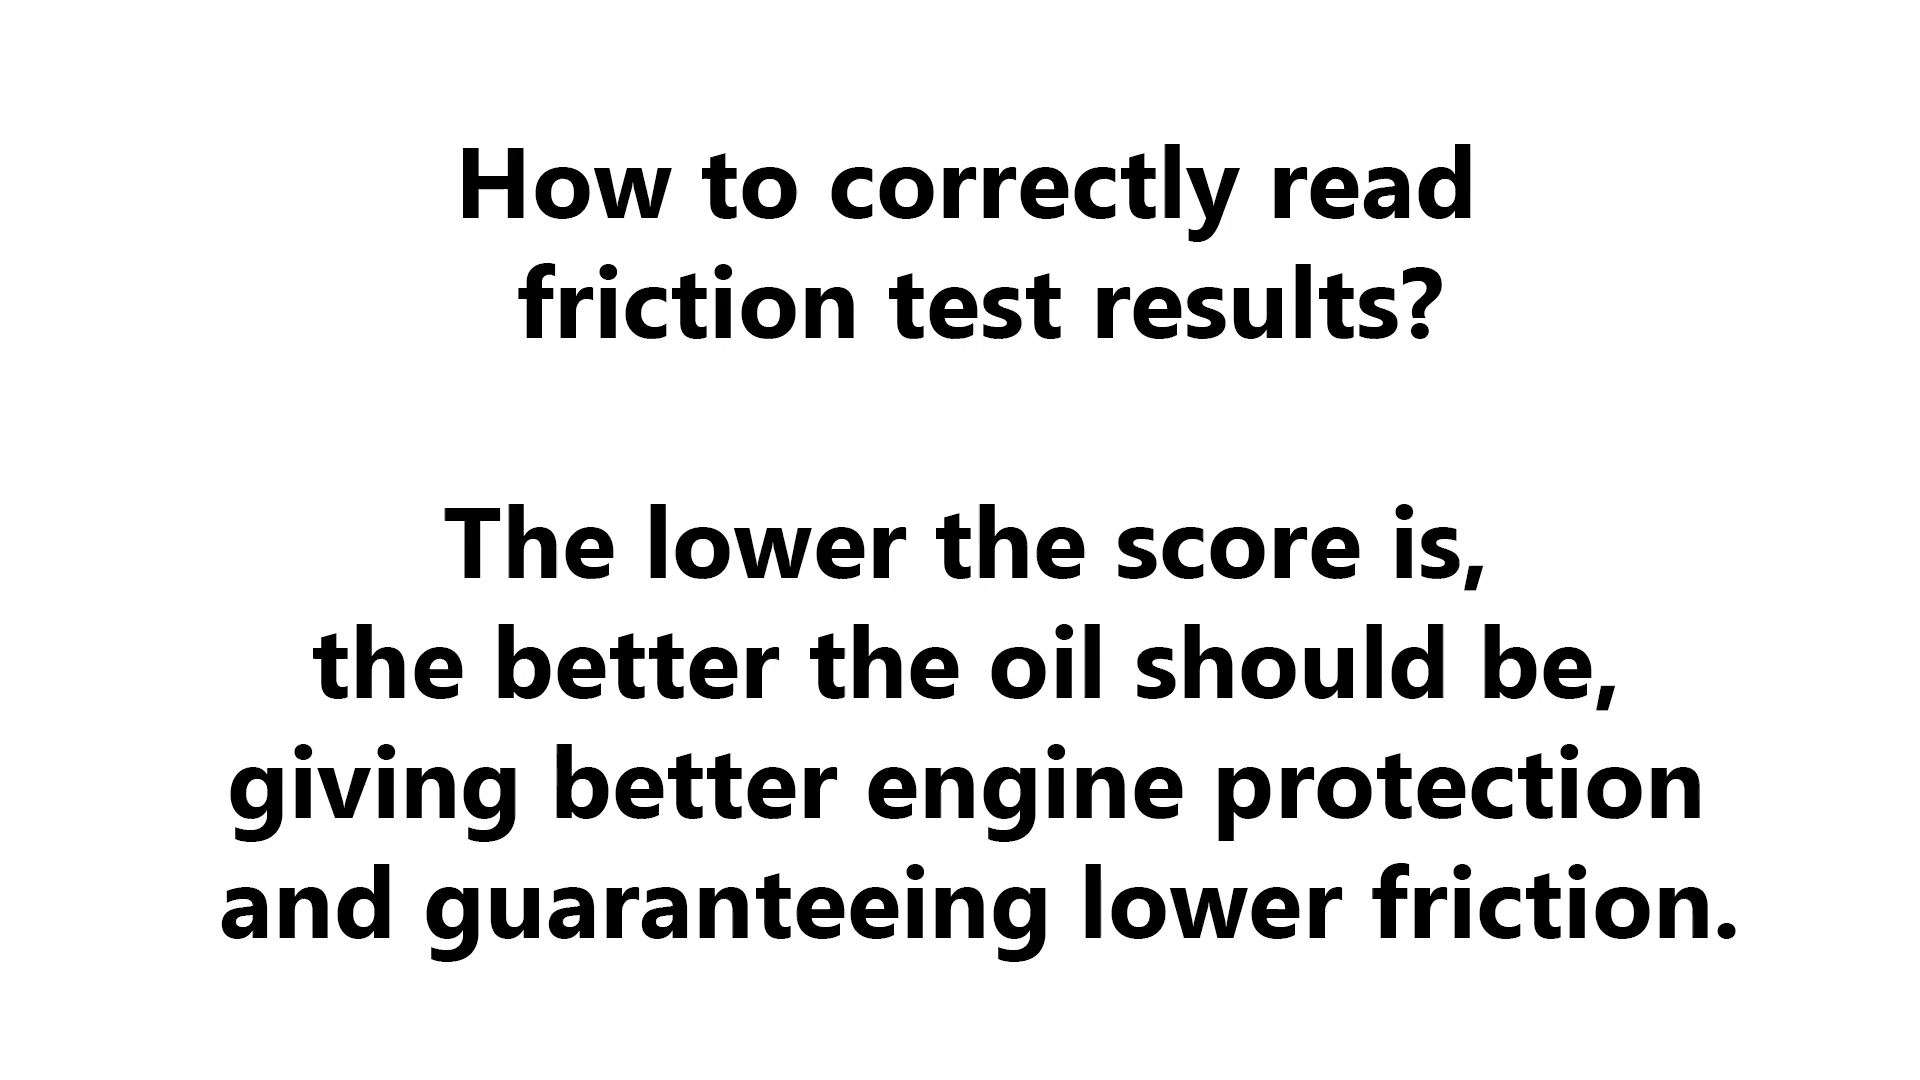 How to correctly read
friction test results?
The lower the score is,
the better the oil should be,
giving better engine protection
and guaranteeing lower friction.